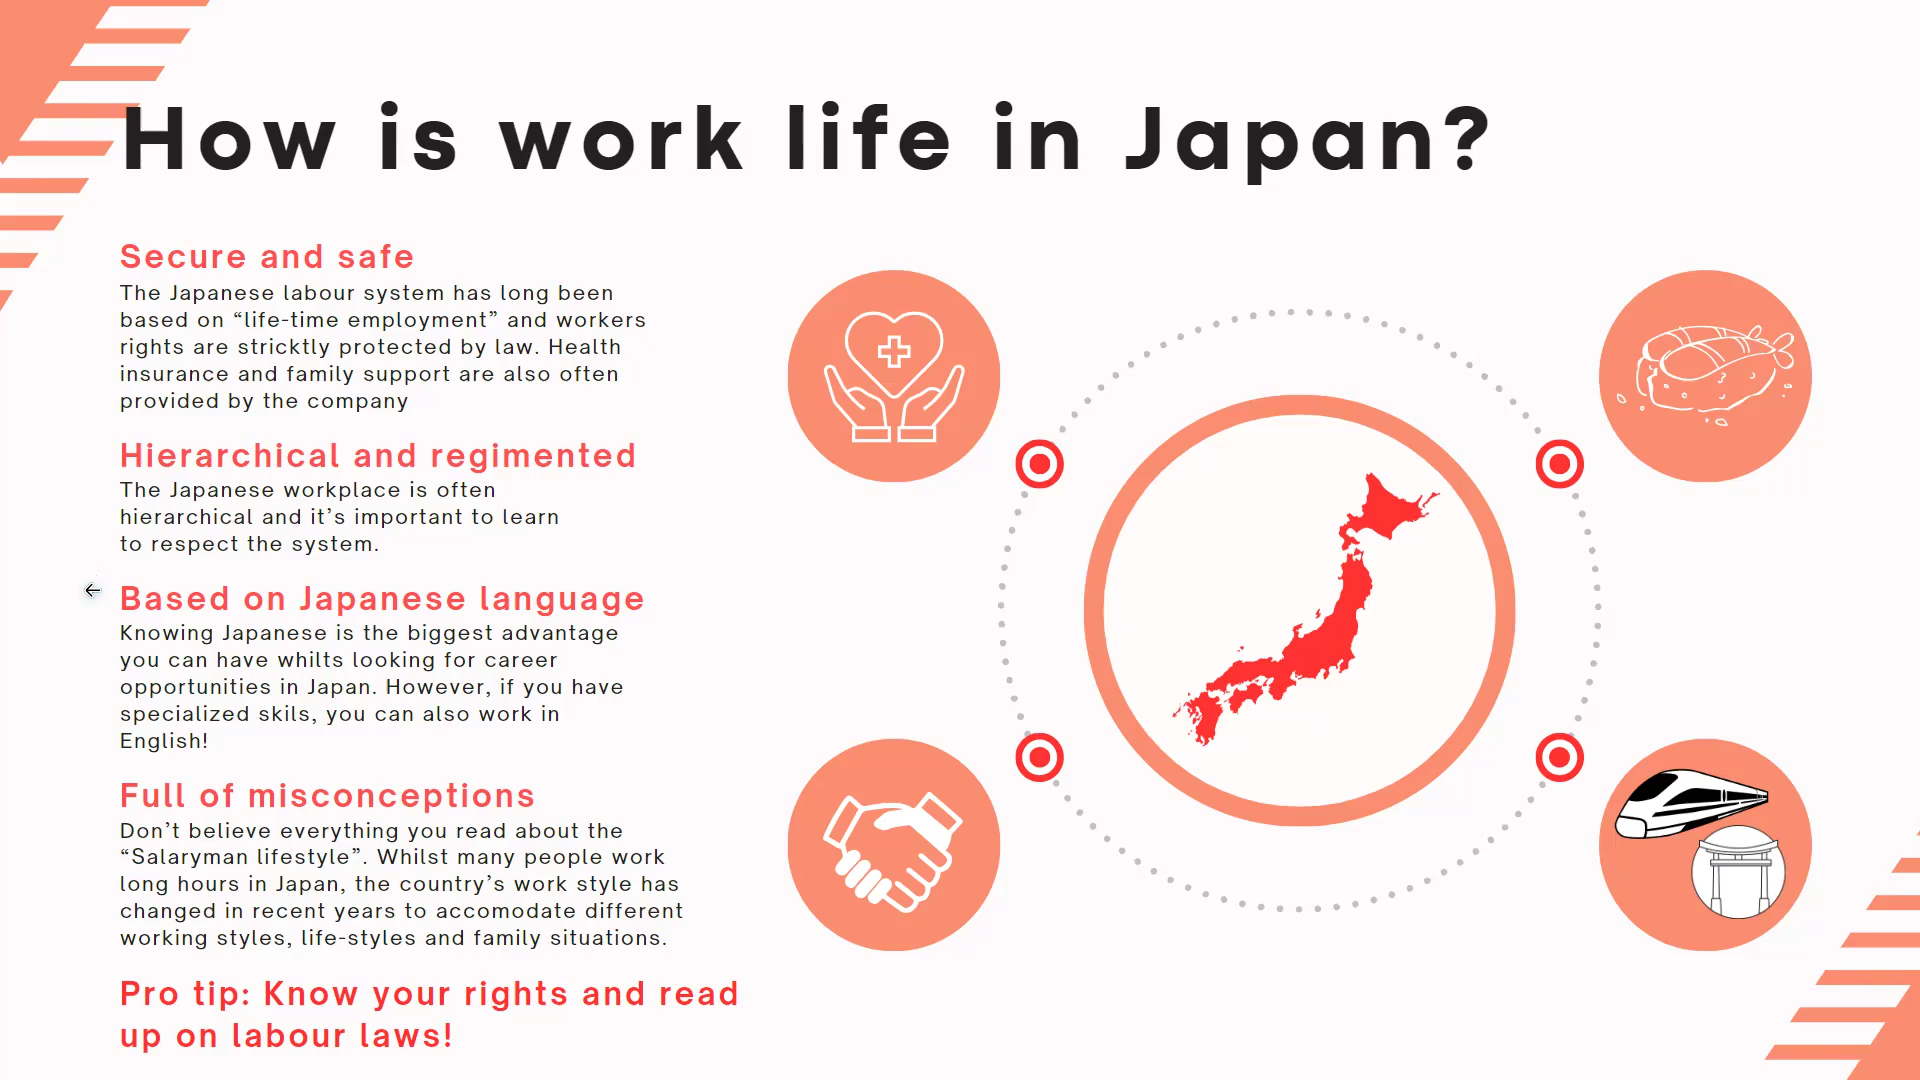 How is work life in Japan?
Secure and safe
The Japanese labour system has long been
based on “life-time employment” and workers
rights are stricktly protected by law. Health
insurance and family support are also often
provided by the company
Hierarchical and regimented
The Japanese workplace is often
hierarchical and it’s important to learn
to respect the system.
Based on Japanese language
Knowing Japanese is the biggest advantage
you can have whilts looking for career
opportunities in Japan. However, if you have
specialized skils, you can also work in
English!
Full of misconceptions
Don’t believe everything you read about the
“Salaryman lifestyle”. Whilst many people work
long hours in Japan, the country’s work style has
changed in recent years to accomodate different
working styles, life-styles and family situations.
Pro tip: Know your rights and read
up on labour laws!